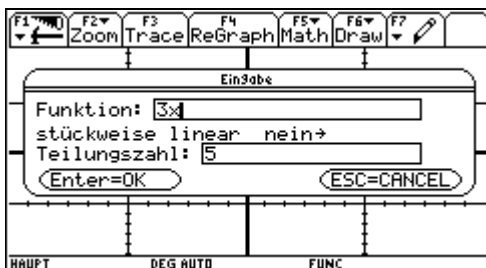 F1 F2 F3 F4 F5 F6 F7
Zoom Trace ReGraph Math Draw
Eingabe
Funktion: 3x
stückweise linear nein→
Teilungszahl: 5
Enter=OK ESC=CANCEL
HAUPT DEG AUTO FUNC